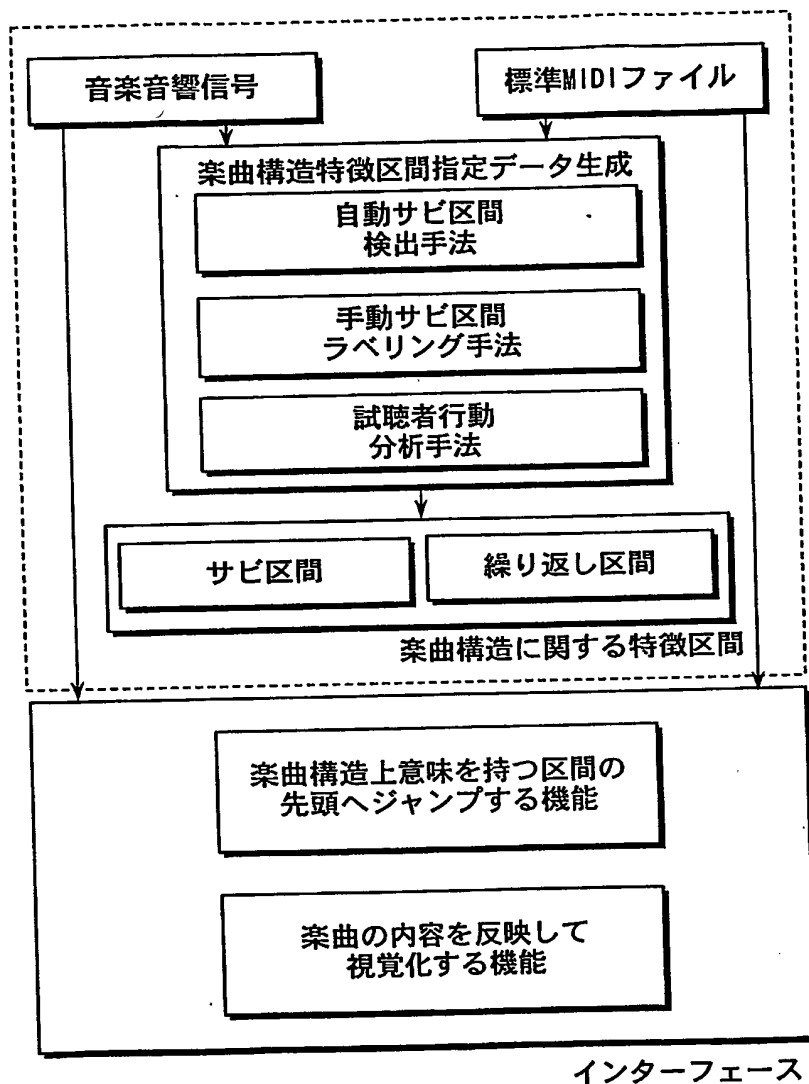 音楽音響信号
標準MIDIファイル
楽曲構造特徴区間指定データ生成
自動サビ区間
検出手法
手動サビ区間
ラベリング手法
試聴者行動
分析手法
サビ区間
繰り返し区間
楽曲構造に関する特徴区間
楽曲構造上意味を持つ区間の
先頭へジャンプする機能
楽曲の内容を反映して
視覚化する機能
インターフェース